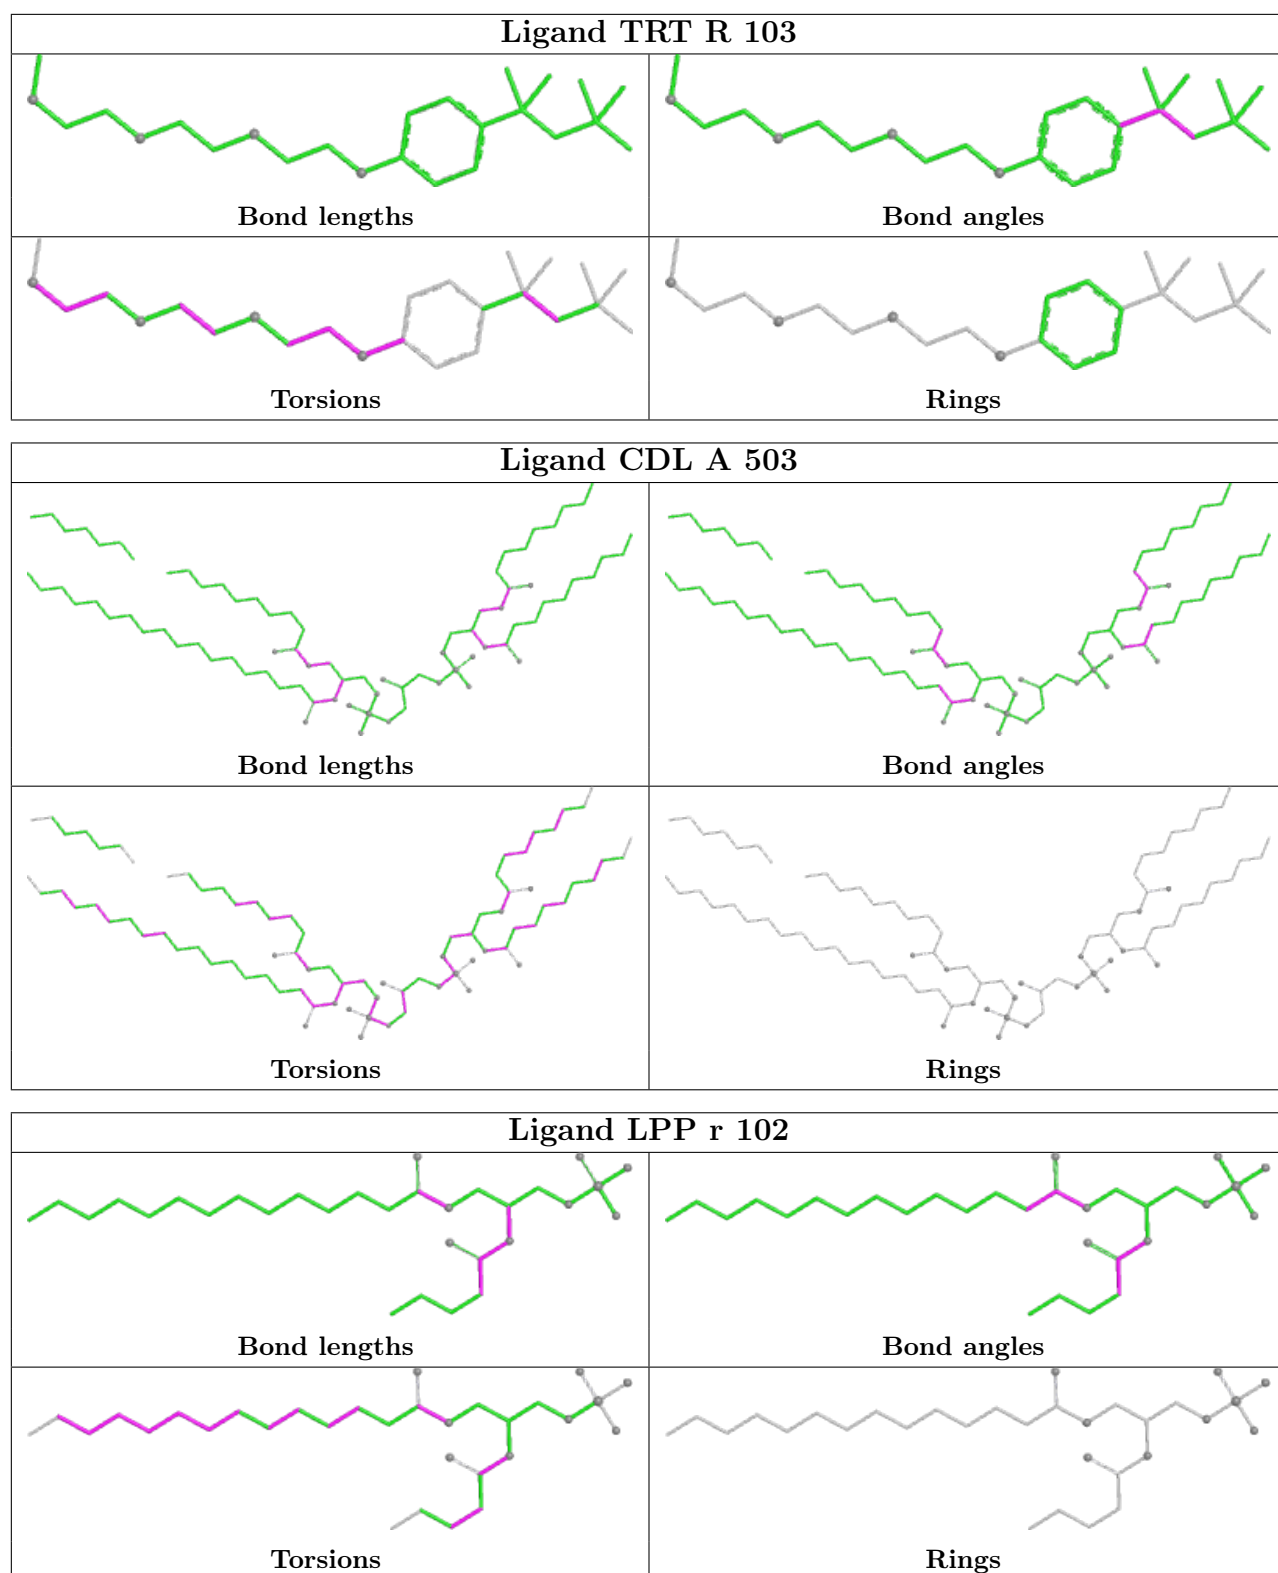 Ligand TRT R 103
Bond lengths
Bond angles
Torsions
Rings
Ligand CDL A 503
Bond lengths
Bond angles
Torsions
Rings
Ligand LPP r 102
Bond lengths
Bond angles
Torsions
Rings